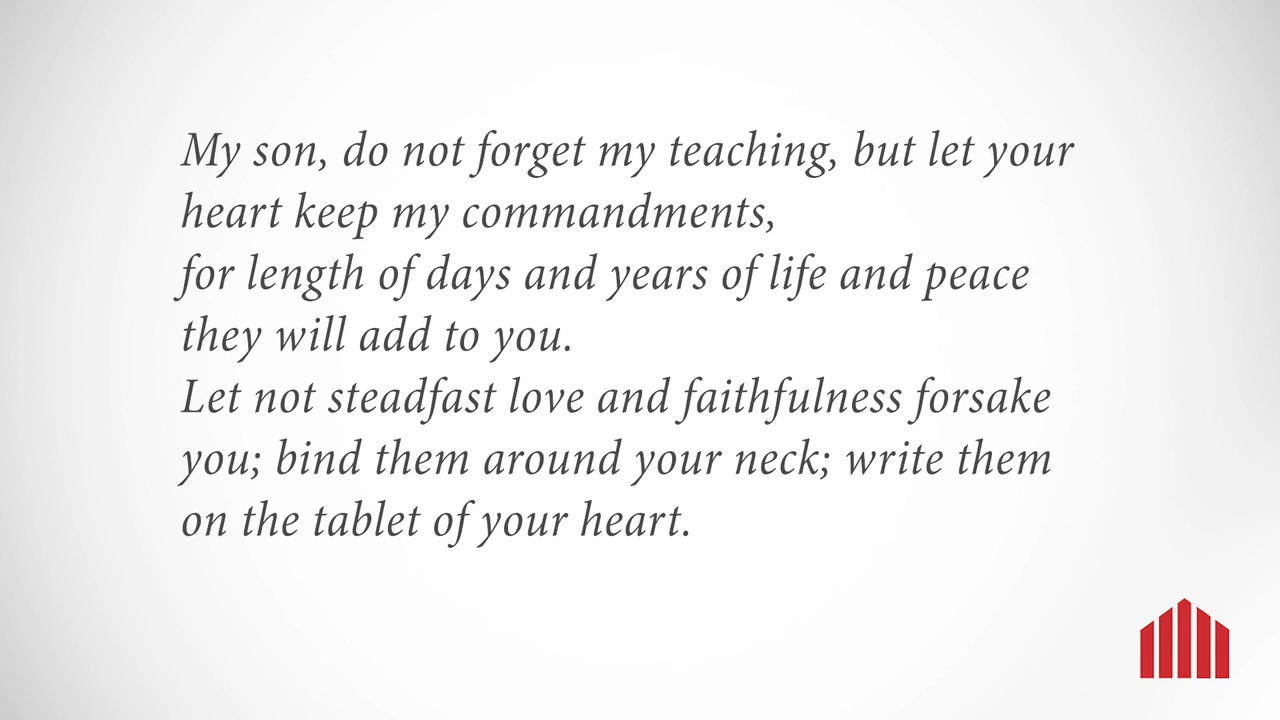 My son, do not forget my teaching, but let your
heart keep my commandments,
for length of days and years of life and peace
they will add to you.
Let not steadfast love and faithfulness forsake
you; bind them around your neck; write them
on the tablet of your heart.